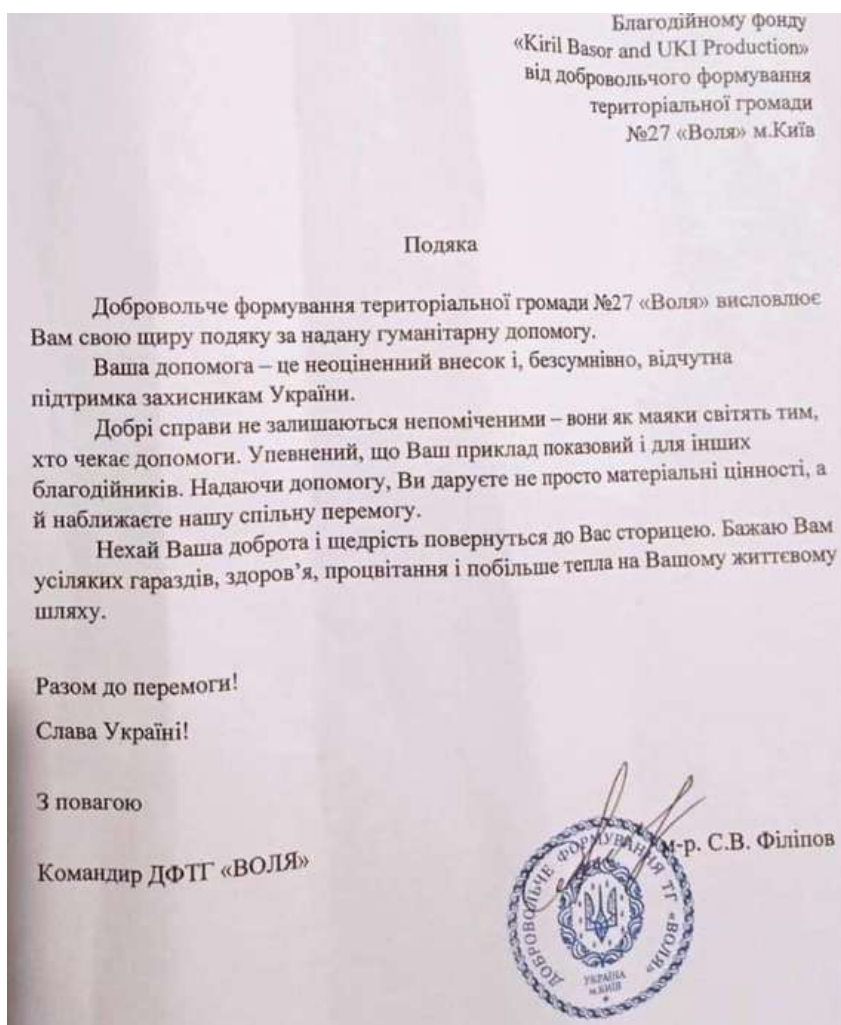 Благодійному фонду
«Kiril Basor and UKI Production»
від добровольчого формування
територіальної громади
№27 «Воля» м.Київ
Подяка
Добровольче формування територіальної громади №27 «Воля» висловлює
Вам свою щиру подяку за надану гуманітарну допомогу.
Ваша допомога – це неоціненний внесок і, безсумнівно, відчутна
підтримка захисникам України.
Добрі справи не залишаються непоміченими – вони як маяки світять тим,
хто чекає допомоги. Упевнений, що Ваш приклад показовий і для інших
благодійників. Надаючи допомогу, Ви даруєте не просто матеріальні цінності, а
й наближаєте нашу спільну перемогу.
Нехай Ваша доброта і щедрість повернуться до Вас сторицею. Бажаю Вам
усіляких гараздів, здоров’я, процвітання і побільше тепла на Вашому життєвому
шляху.
Разом до перемоги!
Слава Україні!
З повагою
Командир ДФТГ «ВОЛЯ»
м-р. С.В. Філіпов
ДОБРОВОЛЬЧЕ ФОРМУВАННЯ ТГ «ВОЛЯ»
УКРАЇНА
м.КИЇВ